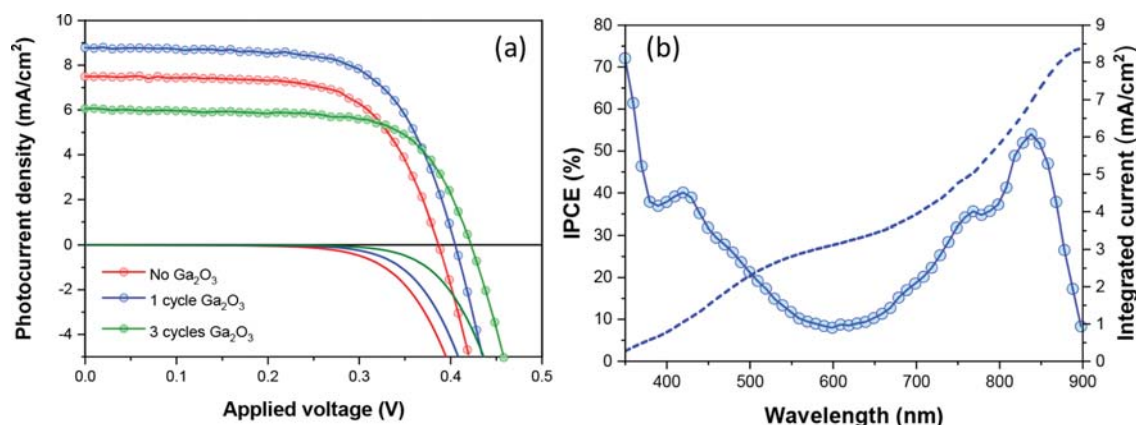 (a)
Photocurrent density (mA/cm²)
10
8
6
4
2
0
-2
-4
No Ga₂O₃
1 cycle Ga₂O₃
3 cycles Ga₂O₃
0.0 0.1 0.2 0.3 0.4 0.5
Applied voltage (V)
(b)
IPCE (%)
80
70
60
50
40
30
20
10
0
9
8
7
6
5
4
3
2
1
0
Integrated current (mA/cm²)
400 500 600 700 800 900
Wavelength (nm)